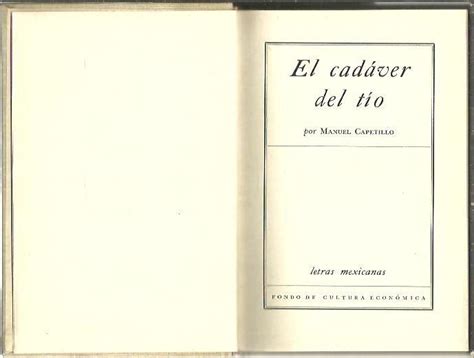 El cadáver
del tío
por MANUEL CAPETILLO
letras mexicanas
FONDO DE CULTURA ECONÓMICA